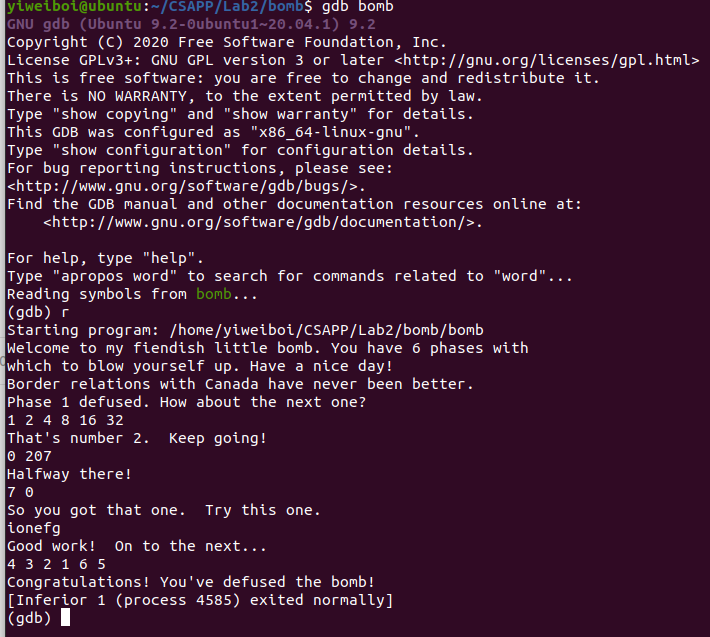 yiweiboi@ubuntu:~/CSAPP/Lab2/bomb$ gdb bomb
GNU gdb (Ubuntu 9.2-0ubuntu1~20.04.1) 9.2
Copyright (C) 2020 Free Software Foundation, Inc.
License GPLv3+: GNU GPL version 3 or later <http://gnu.org/licenses/gpl.html>
This is free software: you are free to change and redistribute it.
There is NO WARRANTY, to the extent permitted by law.
Type "show copying" and "show warranty" for details.
This GDB was configured as "x86_64-linux-gnu".
Type "show configuration" for configuration details.
For bug reporting instructions, please see:
<http://www.gnu.org/software/gdb/bugs/>.
Find the GDB manual and other documentation resources online at:
    <http://www.gnu.org/software/gdb/documentation/>.

For help, type "help".
Type "apropos word" to search for commands related to "word"...
Reading symbols from bomb...
(gdb) r
Starting program: /home/yiweiboi/CSAPP/Lab2/bomb/bomb
Welcome to my fiendish little bomb. You have 6 phases with
which to blow yourself up. Have a nice day!
Border relations with Canada have never been better.
Phase 1 defused. How about the next one?
1 2 4 8 16 32
That's number 2.  Keep going!
0 207
Halfway there!
7 0
So you got that one.  Try this one.
ionefg
Good work!  On to the next...
4 3 2 1 6 5
Congratulations! You've defused the bomb!
[Inferior 1 (process 4585) exited normally]
(gdb)